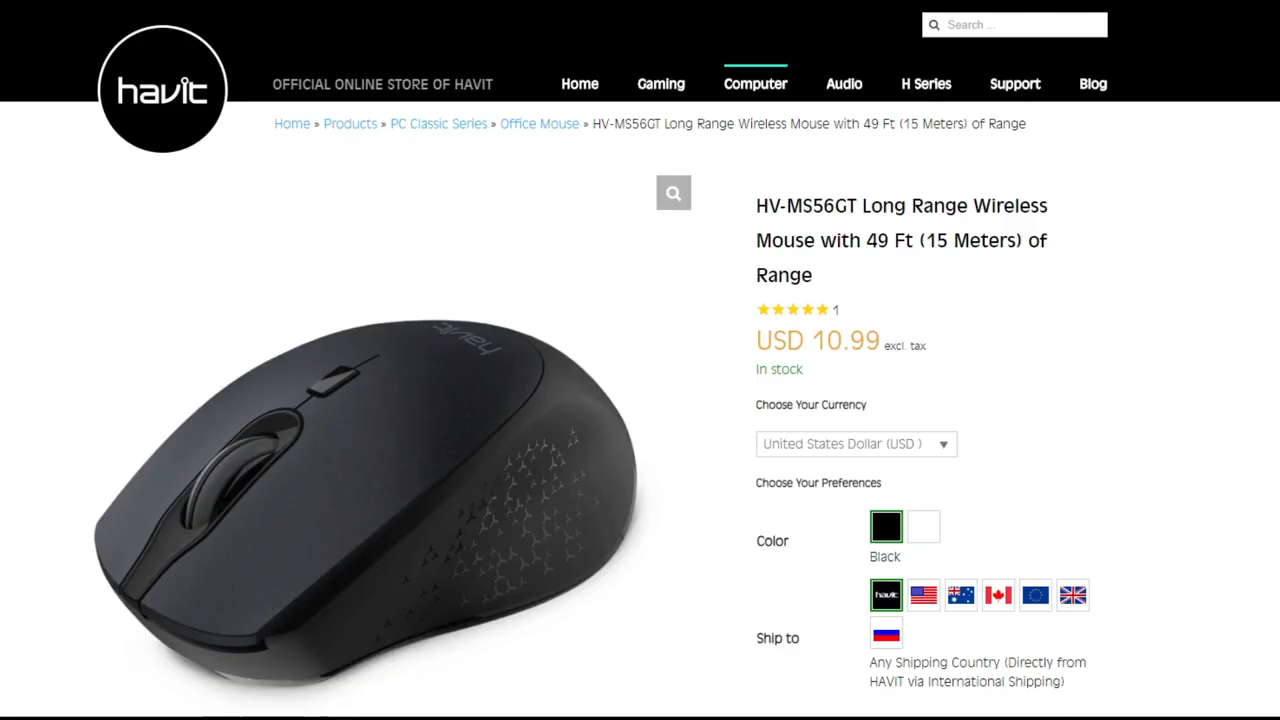 Search ...
havit
OFFICIAL ONLINE STORE OF HAVIT
Home Gaming Computer Audio H Series Support Blog
Home » Products » PC Classic Series » Office Mouse » HV-MS56GT Long Range Wireless Mouse with 49 Ft (15 Meters) of Range
HV-MS56GT Long Range Wireless
Mouse with 49 Ft (15 Meters) of
Range
1
USD 10.99 excl. tax
In stock
Choose Your Currency
United States Dollar (USD )
Choose Your Preferences
Color
Black
Ship to
havit
Any Shipping Country (Directly from
HAVIT via International Shipping)
havit